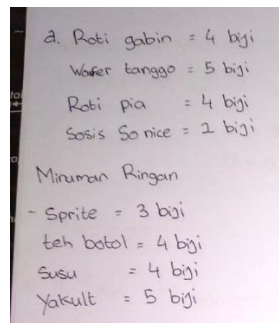 a. Roti gabin = 4 biji
Wafer tanggo = 5 biji
Roti pia = 4 biji
Sosis So nice = 1 biji
Minuman Ringan
- Sprite = 3 biji
teh botol = 4 biji
Susu = 4 biji
Yakult = 5 biji